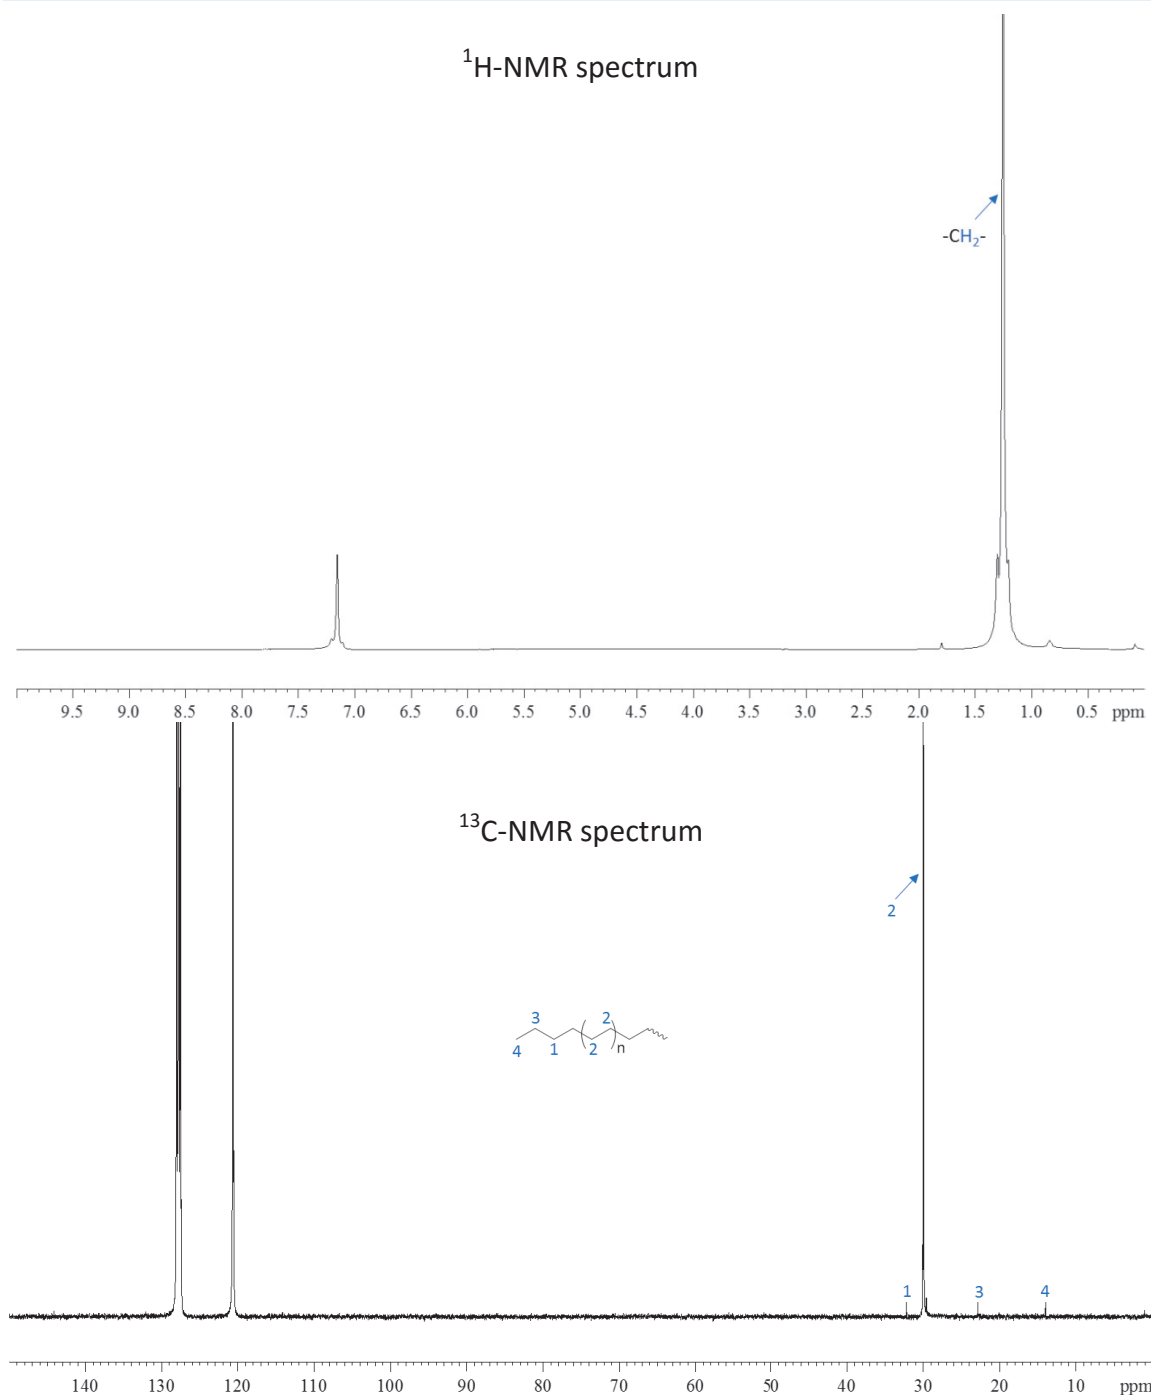 ¹H-NMR spectrum
-CH₂-
9.5 9.0 8.5 8.0 7.5 7.0 6.5 6.0 5.5 5.0 4.5 4.0 3.5 3.0 2.5 2.0 1.5 1.0 0.5 ppm
¹³C-NMR spectrum
2
3 2
4 1 2 n
1 3 4
140 130 120 110 100 90 80 70 60 50 40 30 20 10 ppm